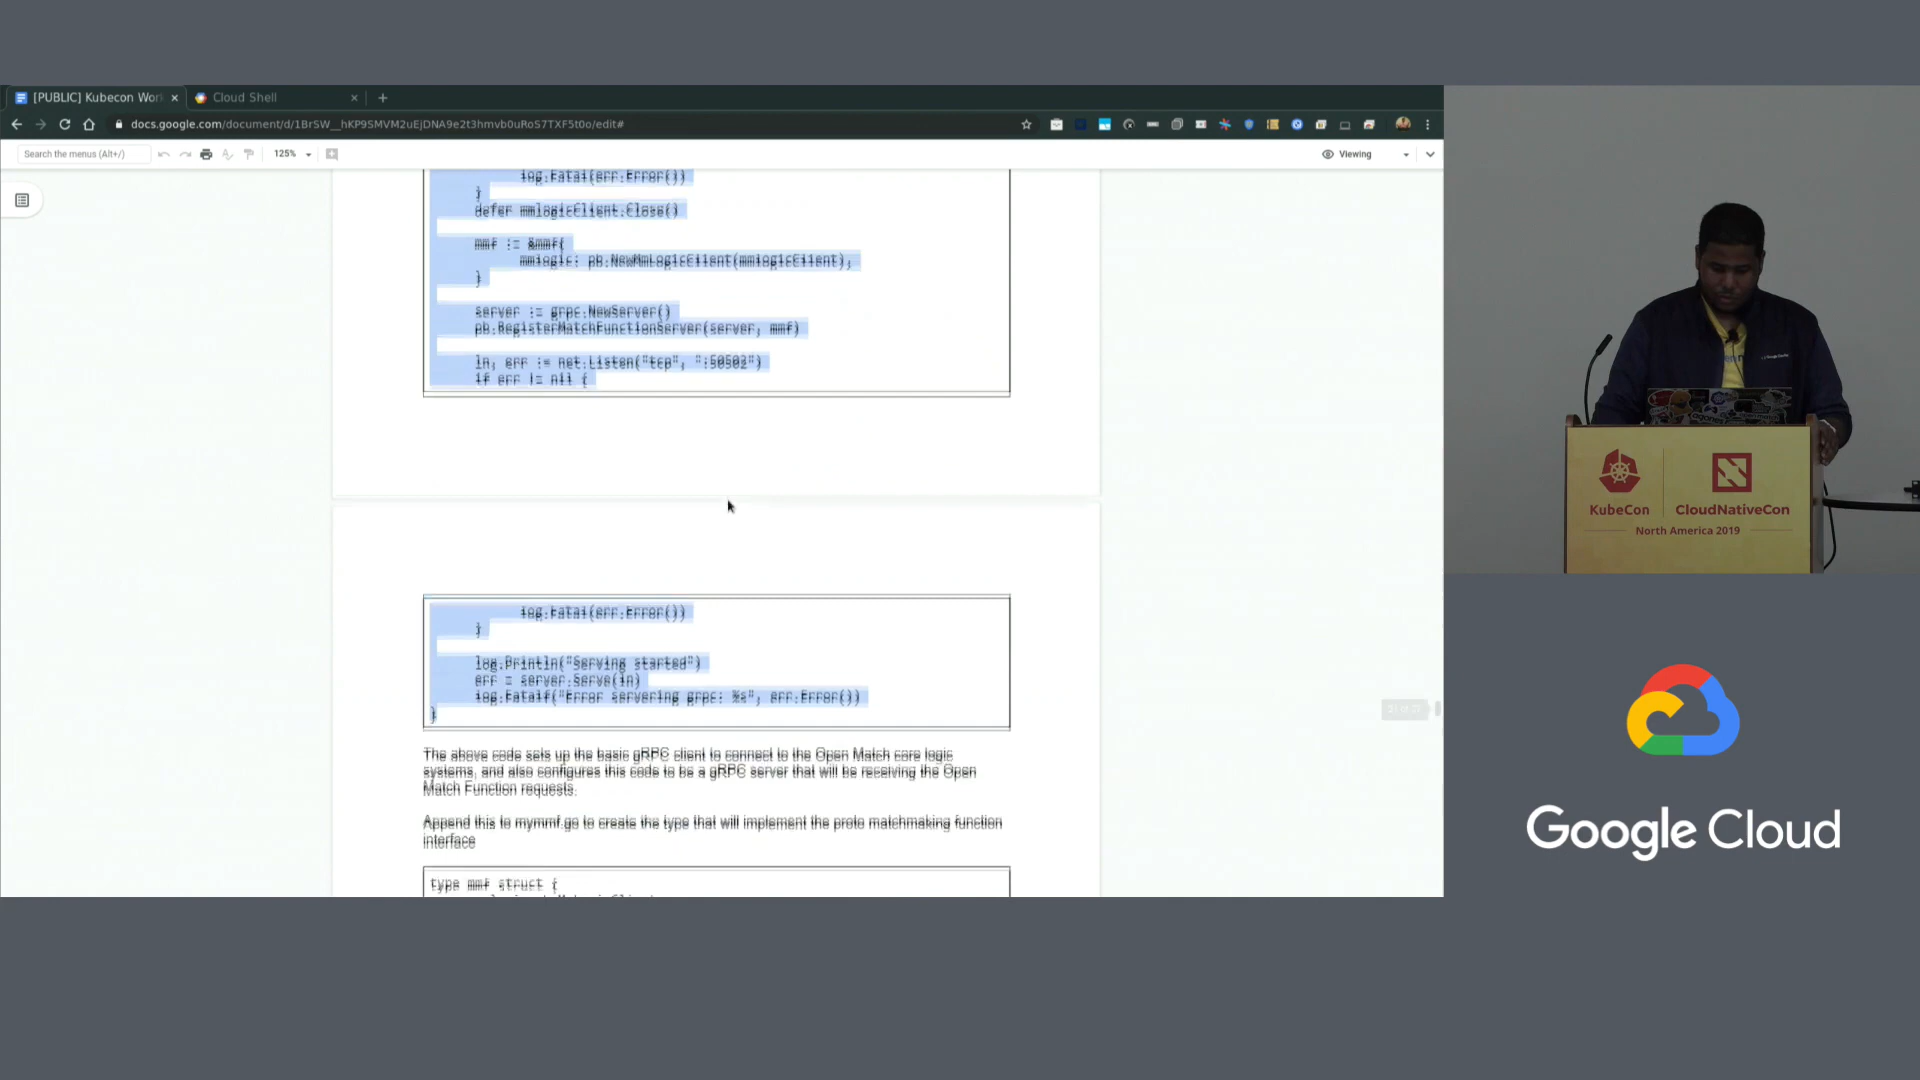 [PUBLIC] Kubecon Wor
Cloud Shell
docs.google.com/document/d/1BrSW__hKP9SMVM2uEjDNA9e2t3hmvb0uRoS7TXF5t0o/edit#
Search the menus (Alt+/)
125%
Viewing
log.Fatal(err.Error())
}
defer mmlogicClient.Close()
mmf := &mmf{
mmlogic: pb.NewMmLogicClient(mmlogicClient),
}
server := grpc.NewServer()
pb.RegisterMatchFunctionServer(server, mmf)
ln, err := net.Listen("tcp", ":50502")
if err != nil {
log.Fatal(err.Error())
}
log.Println("Serving started")
err = server.Serve(ln)
log.Fatalf("Error servering grpc: %s", err.Error())
}
The above code sets up the basic gRPC client to connect to the Open Match core logic
systems, and also configures this code to be a gRPC server that will be receiving the Open
Match Function requests.
Append this to mymmf.go to create the type that will implement the proto matchmaking function
interface
type mmf struct {
KubeCon
CloudNativeCon
North America 2019
Google Cloud